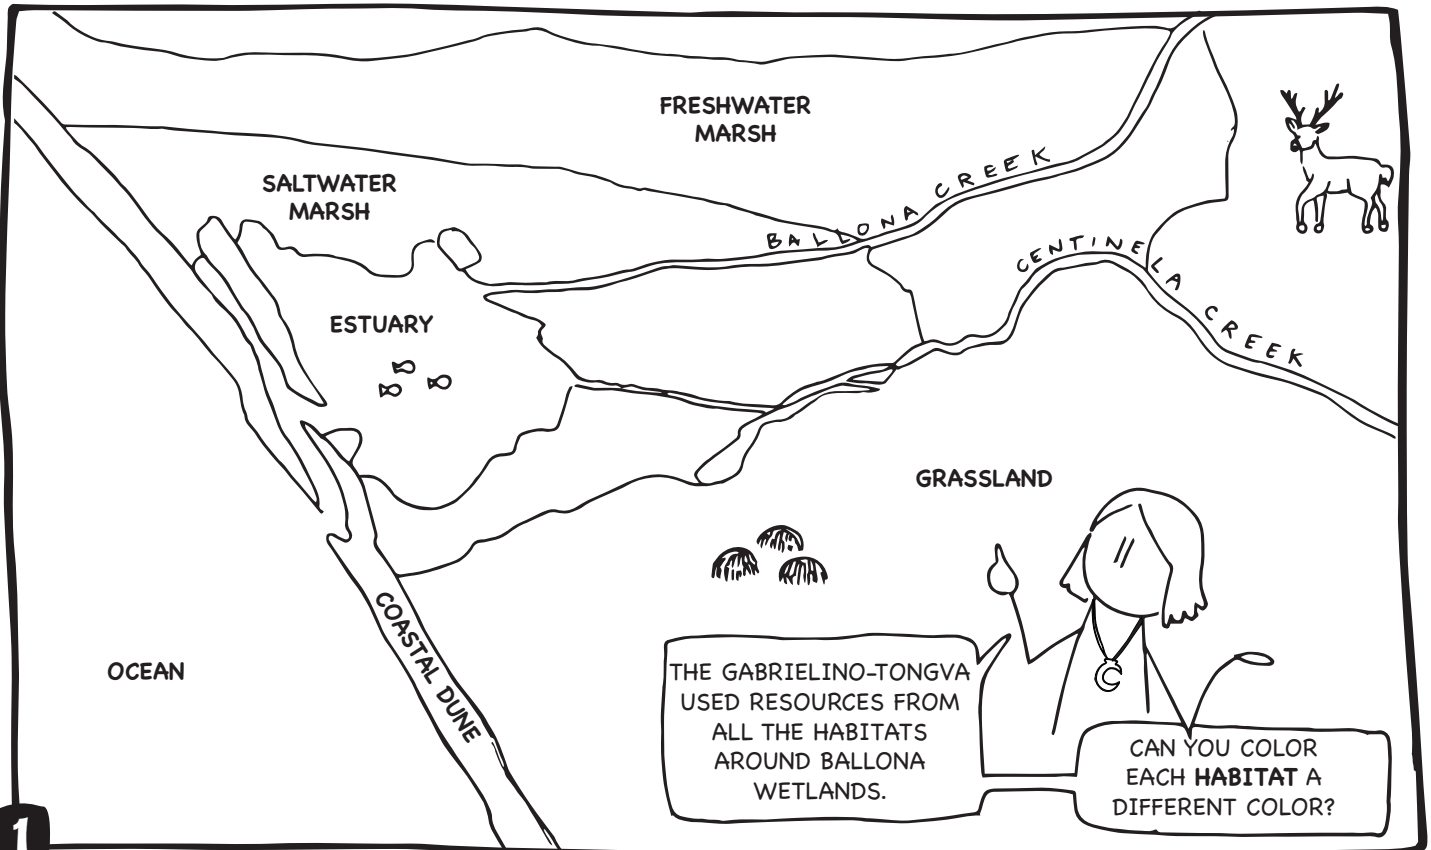 FRESHWATER
MARSH
BALLONA CREEK
SALTWATER
MARSH
CENTINELA CREEK
ESTUARY
GRASSLAND
COASTAL DUNE
OCEAN
THE GABRIELINO-TONGVA
USED RESOURCES FROM
ALL THE HABITATS
AROUND BALLONA
WETLANDS.
CAN YOU COLOR
EACH HABITAT A
DIFFERENT COLOR?
1